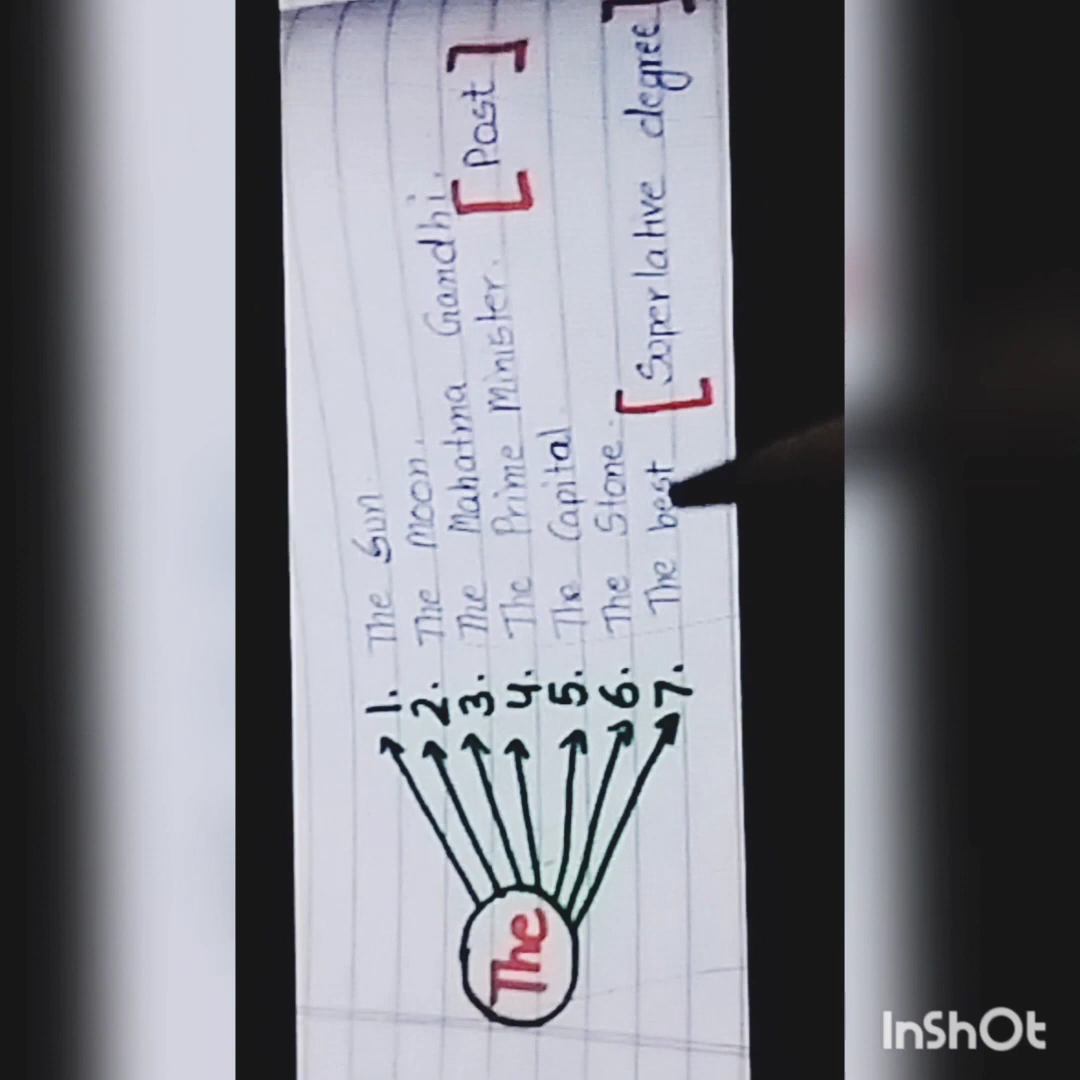 The
1. The Sun.
2. The Moon.
3. The Mahatma Gandhi.
4. The Prime Minister. [Post]
5. The Capital.
6. The Stone.
7. The best [Superlative degree]
InShOt